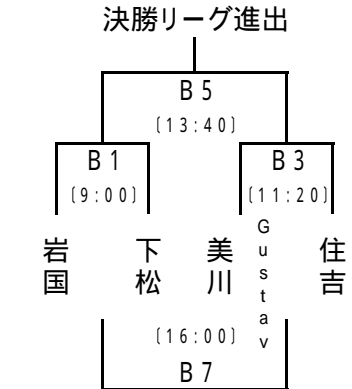 決勝リーグ進出
B5
(13:40)
B1
B3
(9:00)
(11:20)
岩国
下松
美川
Gustav
住吉
(16:00)
B7